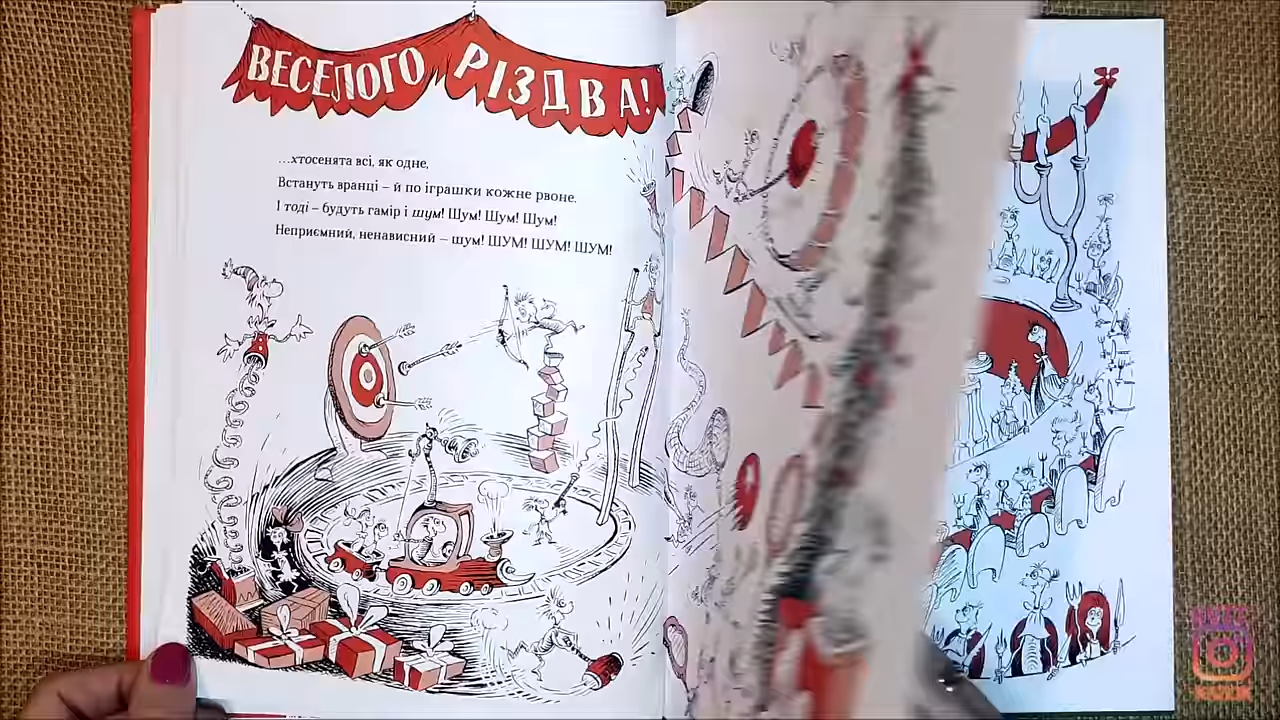 ВЕСЕЛОГО РІЗДВА!
...хтосенята всі, як одне,
Встануть вранці – й по іграшки кожне рвоне.
І тоді – будуть гамір і шум! Шум! Шум! Шум!
Неприємний, ненависний – шум! ШУМ! ШУМ! ШУМ!